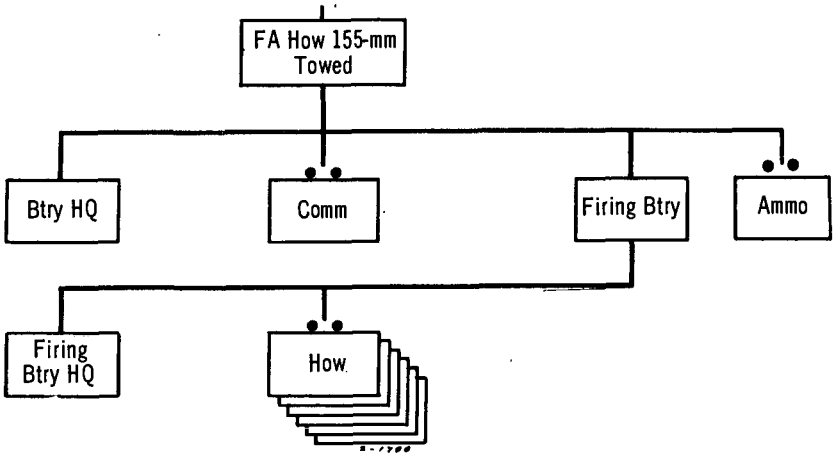 FA How 155-mm
Towed
Btry HQ
Comm
Firing Btry
Ammo
Firing
Btry HQ
How